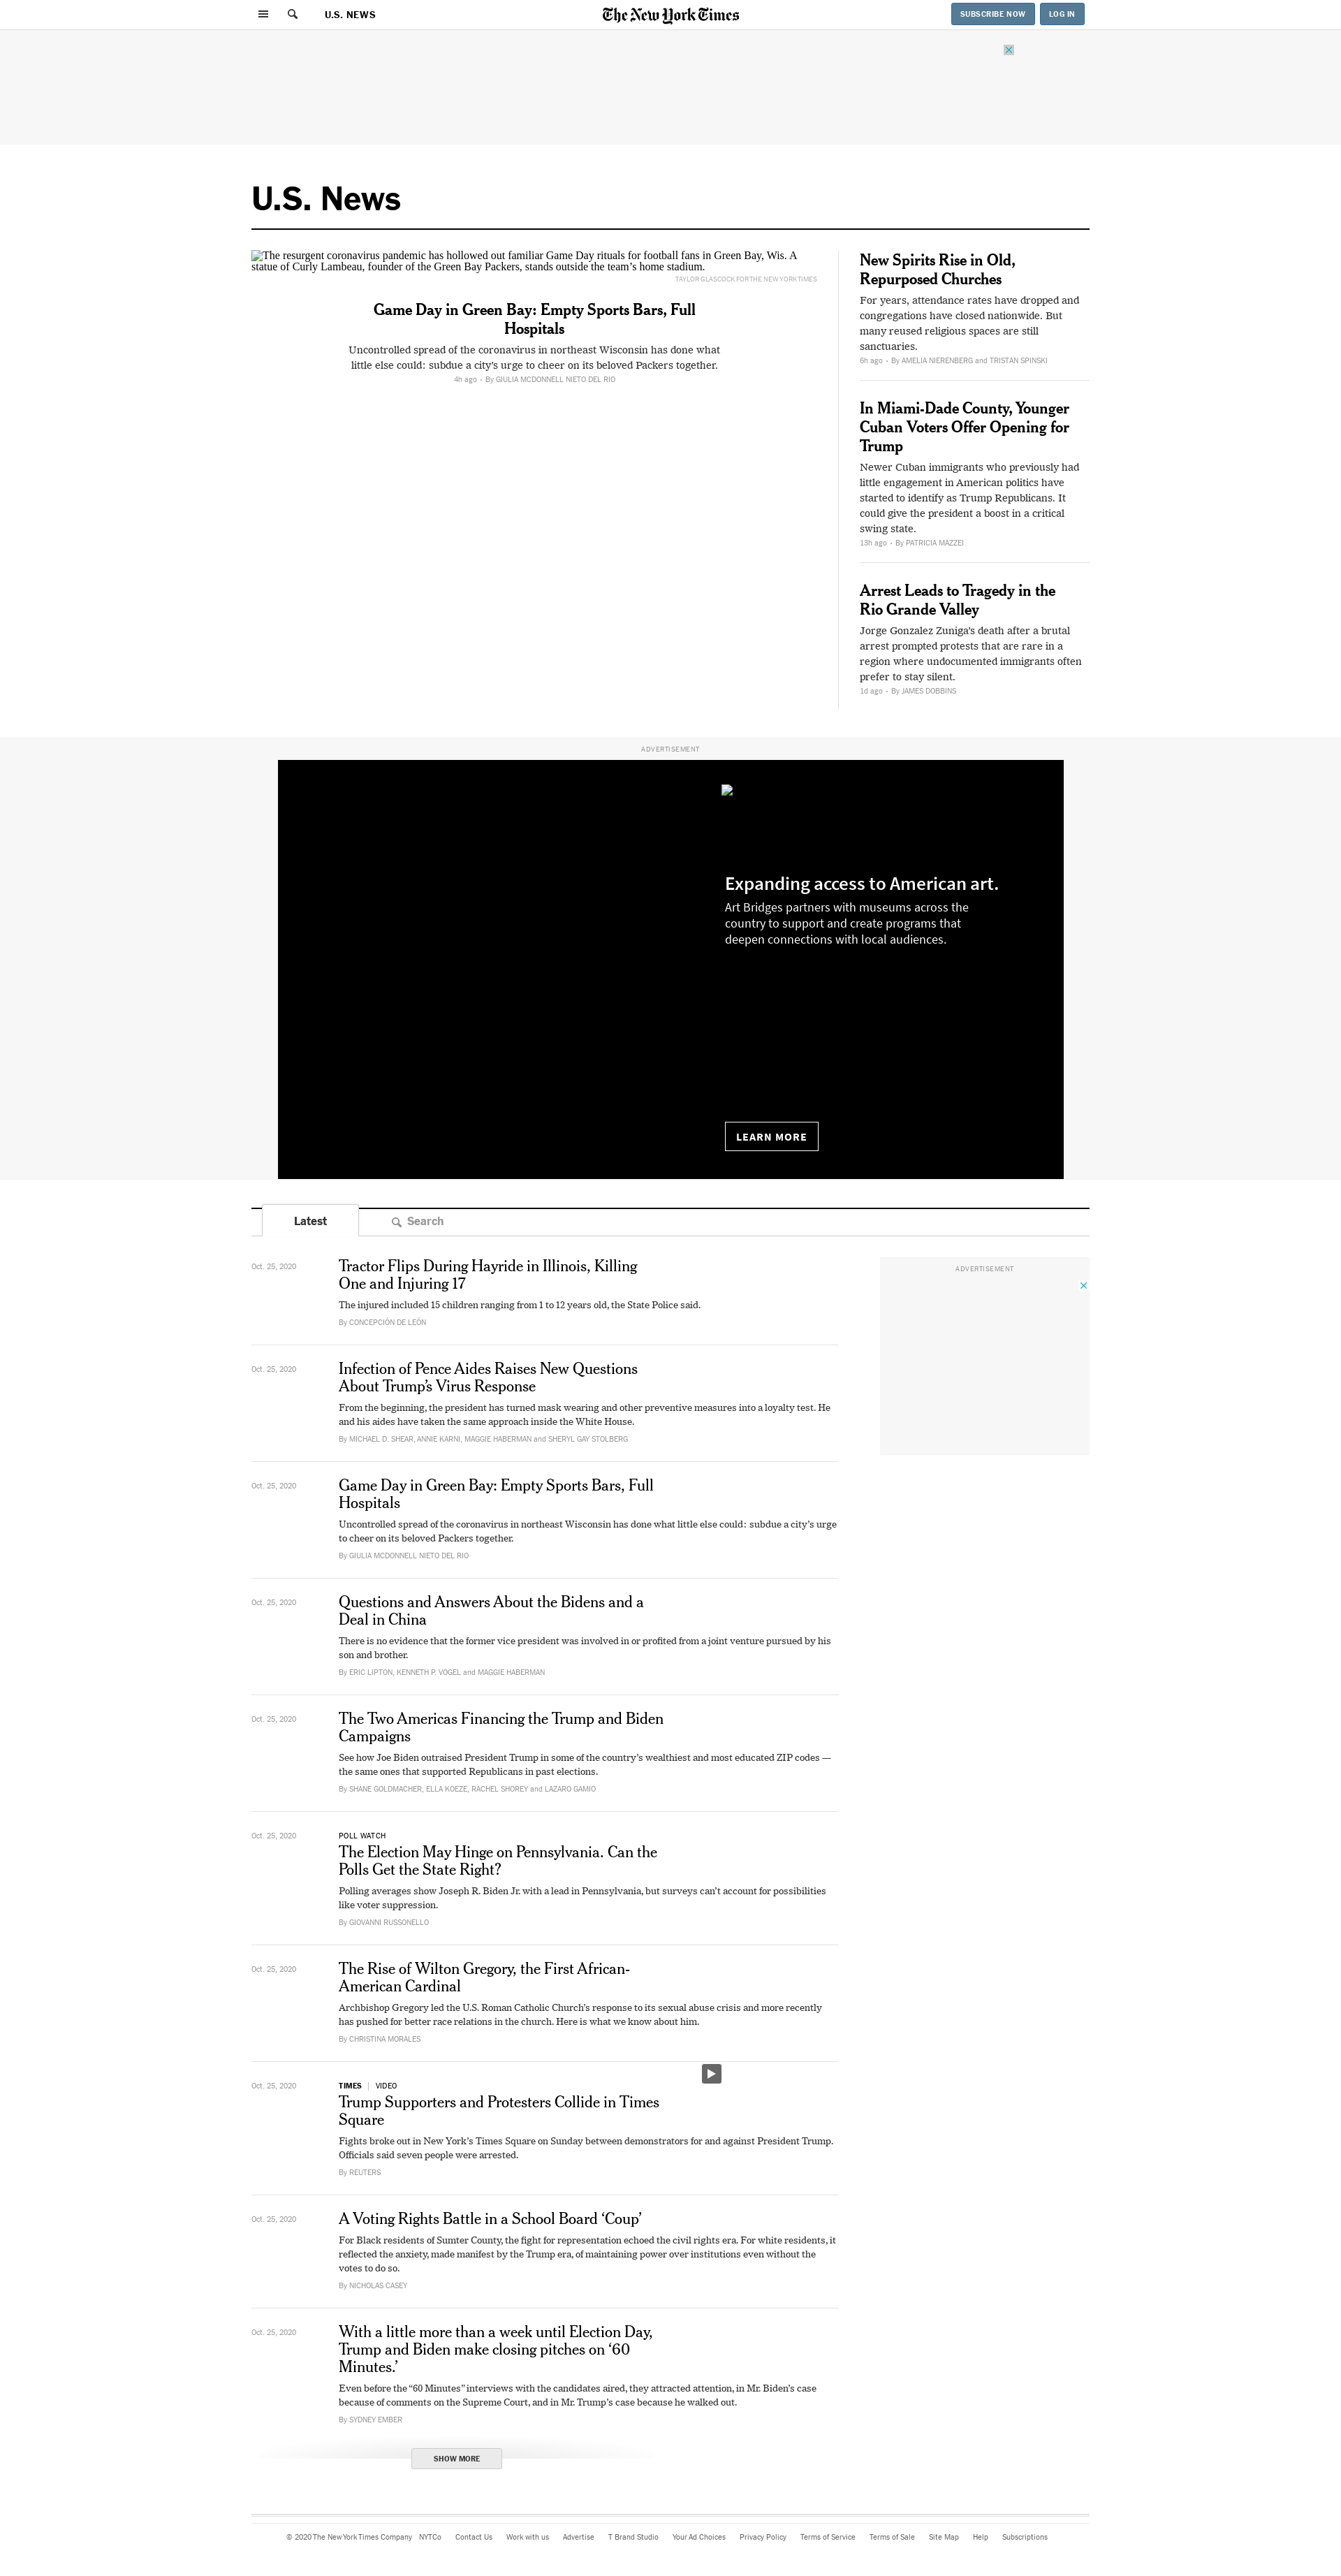 U.S. NEWS
The New York Times
SUBSCRIBE NOW
LOG IN
U.S. News
The resurgent coronavirus pandemic has hollowed out familiar Game Day rituals for football fans in Green Bay, Wis. A
statue of Curly Lambeau, founder of the Green Bay Packers, stands outside the team’s home stadium.
TAYLOR GLASCOCK FOR THE NEW YORK TIMES
Game Day in Green Bay: Empty Sports Bars, Full
Hospitals
Uncontrolled spread of the coronavirus in northeast Wisconsin has done what
little else could: subdue a city’s urge to cheer on its beloved Packers together.
4h ago • By GIULIA MCDONNELL NIETO DEL RIO
New Spirits Rise in Old,
Repurposed Churches
For years, attendance rates have dropped and
congregations have closed nationwide. But
many reused religious spaces are still
sanctuaries.
6h ago • By AMELIA NIERENBERG and TRISTAN SPINSKI
In Miami-Dade County, Younger
Cuban Voters Offer Opening for
Trump
Newer Cuban immigrants who previously had
little engagement in American politics have
started to identify as Trump Republicans. It
could give the president a boost in a critical
swing state.
13h ago • By PATRICIA MAZZEI
Arrest Leads to Tragedy in the
Rio Grande Valley
Jorge Gonzalez Zuniga’s death after a brutal
arrest prompted protests that are rare in a
region where undocumented immigrants often
prefer to stay silent.
1d ago • By JAMES DOBBINS
ADVERTISEMENT
Expanding access to American art.
Art Bridges partners with museums across the
country to support and create programs that
deepen connections with local audiences.
LEARN MORE
Latest
Search
Oct. 25, 2020
Tractor Flips During Hayride in Illinois, Killing
One and Injuring 17
The injured included 15 children ranging from 1 to 12 years old, the State Police said.
By CONCEPCIÓN DE LEÓN
ADVERTISEMENT
Oct. 25, 2020
Infection of Pence Aides Raises New Questions
About Trump’s Virus Response
From the beginning, the president has turned mask wearing and other preventive measures into a loyalty test. He
and his aides have taken the same approach inside the White House.
By MICHAEL D. SHEAR, ANNIE KARNI, MAGGIE HABERMAN and SHERYL GAY STOLBERG
Oct. 25, 2020
Game Day in Green Bay: Empty Sports Bars, Full
Hospitals
Uncontrolled spread of the coronavirus in northeast Wisconsin has done what little else could: subdue a city’s urge
to cheer on its beloved Packers together.
By GIULIA MCDONNELL NIETO DEL RIO
Oct. 25, 2020
Questions and Answers About the Bidens and a
Deal in China
There is no evidence that the former vice president was involved in or profited from a joint venture pursued by his
son and brother.
By ERIC LIPTON, KENNETH P. VOGEL and MAGGIE HABERMAN
Oct. 25, 2020
The Two Americas Financing the Trump and Biden
Campaigns
See how Joe Biden outraised President Trump in some of the country’s wealthiest and most educated ZIP codes —
the same ones that supported Republicans in past elections.
By SHANE GOLDMACHER, ELLA KOEZE, RACHEL SHOREY and LAZARO GAMIO
Oct. 25, 2020
POLL WATCH
The Election May Hinge on Pennsylvania. Can the
Polls Get the State Right?
Polling averages show Joseph R. Biden Jr. with a lead in Pennsylvania, but surveys can’t account for possibilities
like voter suppression.
By GIOVANNI RUSSONELLO
Oct. 25, 2020
The Rise of Wilton Gregory, the First African-
American Cardinal
Archbishop Gregory led the U.S. Roman Catholic Church’s response to its sexual abuse crisis and more recently
has pushed for better race relations in the church. Here is what we know about him.
By CHRISTINA MORALES
Oct. 25, 2020
TIMES | VIDEO
Trump Supporters and Protesters Collide in Times
Square
Fights broke out in New York’s Times Square on Sunday between demonstrators for and against President Trump.
Officials said seven people were arrested.
By REUTERS
Oct. 25, 2020
A Voting Rights Battle in a School Board ‘Coup’
For Black residents of Sumter County, the fight for representation echoed the civil rights era. For white residents, it
reflected the anxiety, made manifest by the Trump era, of maintaining power over institutions even without the
votes to do so.
By NICHOLAS CASEY
Oct. 25, 2020
With a little more than a week until Election Day,
Trump and Biden make closing pitches on ‘60
Minutes.’
Even before the “60 Minutes” interviews with the candidates aired, they attracted attention, in Mr. Biden’s case
because of comments on the Supreme Court, and in Mr. Trump’s case because he walked out.
By SYDNEY EMBER
SHOW MORE
© 2020 The New York Times Company NYTCo Contact Us Work with us Advertise T Brand Studio Your Ad Choices Privacy Policy Terms of Service Terms of Sale Site Map Help Subscriptions